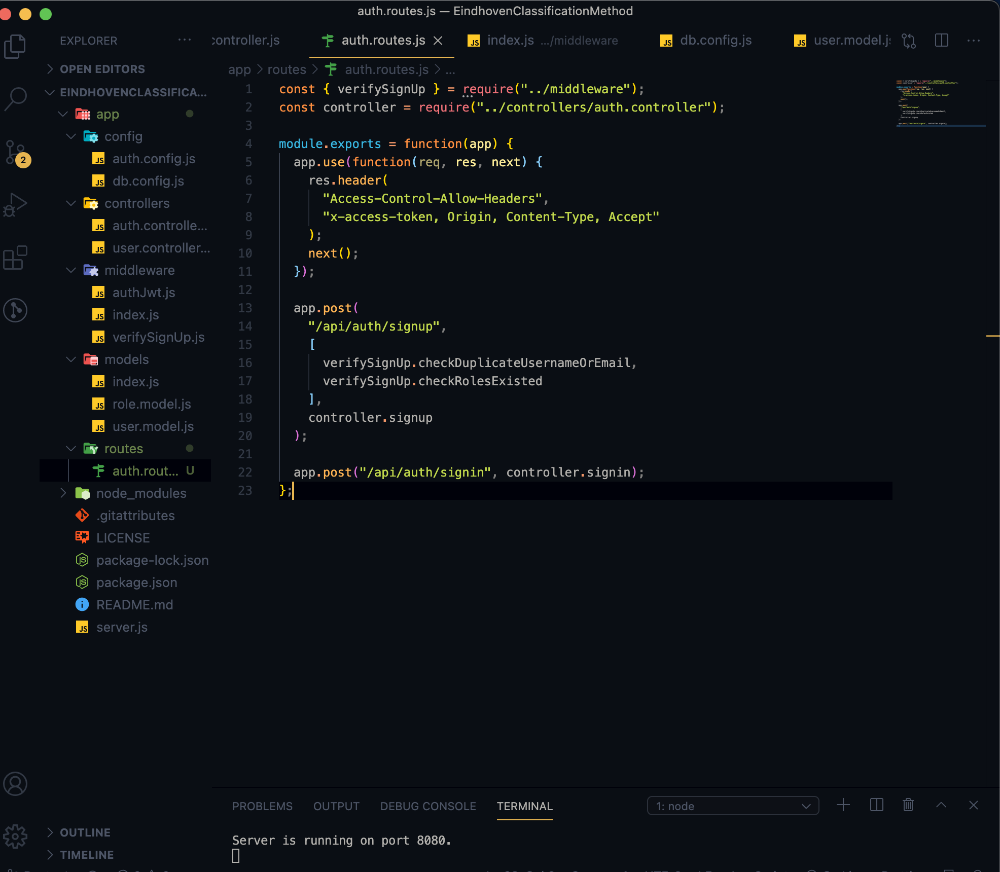 auth.routes.js — EindhovenClassificationMethod
EXPLORER
controller.js
auth.routes.js
index.js .../middleware
db.config.js
user.model.js
OPEN EDITORS
EINDHOVENCLASSIFICA...
app
config
auth.config.js
db.config.js
controllers
auth.controlle...
user.controller...
middleware
authJwt.js
index.js
verifySignUp.js
models
index.js
role.model.js
user.model.js
routes
auth.rout... U
node_modules
.gitattributes
LICENSE
package-lock.json
package.json
README.md
server.js
OUTLINE
TIMELINE
2
app > routes > auth.routes.js > ...
1 const { verifySignUp } = require("../middleware");
2 const controller = require("../controllers/auth.controller");
3
4 module.exports = function(app) {
5 app.use(function(req, res, next) {
6 res.header(
7 "Access-Control-Allow-Headers",
8 "x-access-token, Origin, Content-Type, Accept"
9 );
10 next();
11 });
12
13 app.post(
14 "/api/auth/signup",
15 [
16 verifySignUp.checkDuplicateUsernameOrEmail,
17 verifySignUp.checkRolesExisted
18 ],
19 controller.signup
20 );
21
22 app.post("/api/auth/signin", controller.signin);
23 };
PROBLEMS OUTPUT DEBUG CONSOLE TERMINAL 1: node
Server is running on port 8080.